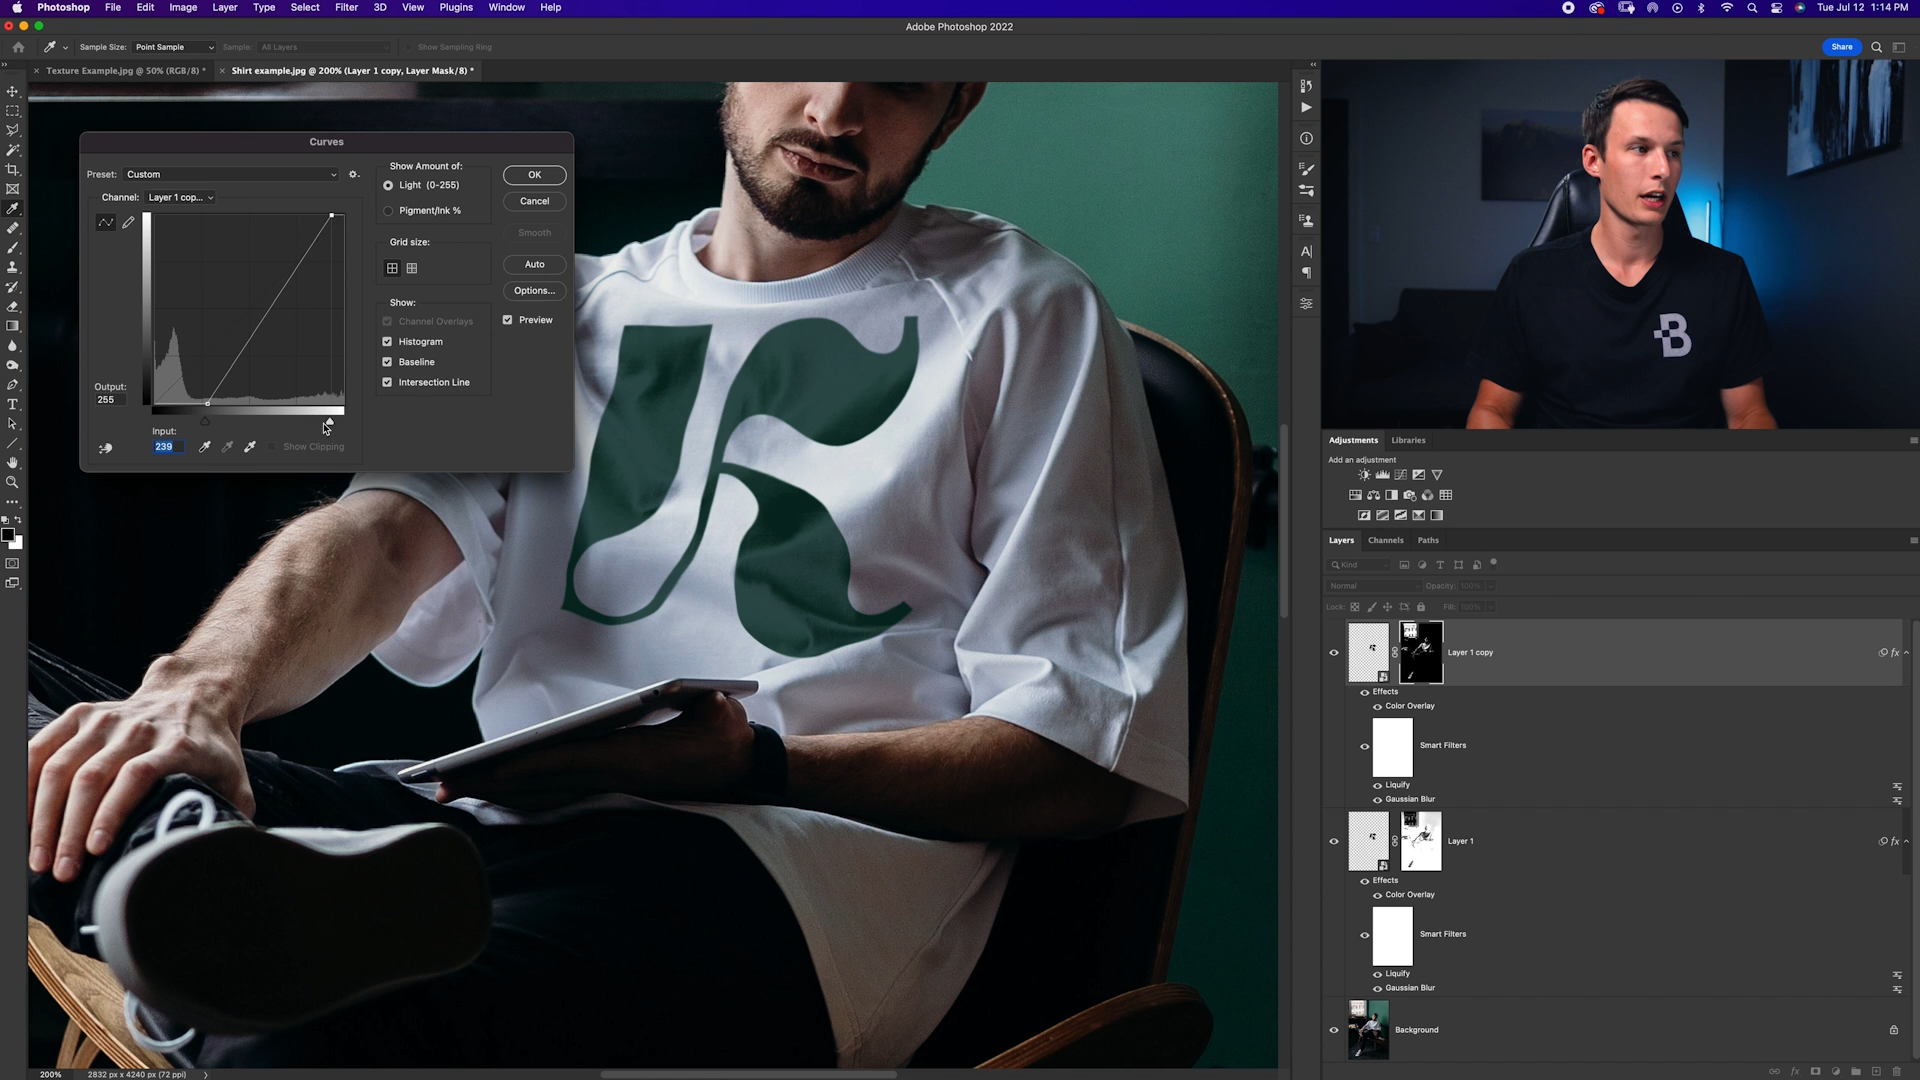 Photoshop File Edit Image Layer Type Select Filter 3D View Plugins Window Help
Tue Jul 12 1:14 PM
Adobe Photoshop 2022
Sample Size: Point Sample Sample: All Layers Show Sampling Ring
Share
Texture Example.jpg @ 50% (RGB/8) *
Shirt example.jpg @ 200% (Layer 1 copy, Layer Mask/8) *
Curves
Preset: Custom
Channel: Layer 1 cop...
Output:
255
Input:
239
Show Clipping
Show Amount of:
Light (0-255)
Pigment/Ink %
Grid size:
Show:
Channel Overlays
Histogram
Baseline
Intersection Line
OK
Cancel
Smooth
Auto
Options...
Preview
K
B
Adjustments Libraries
Add an adjustment
Layers Channels Paths
Kind
Normal Opacity: 100%
Lock: Fill: 100%
Layer 1 copy fx
Effects
Color Overlay
Smart Filters
Liquify
Gaussian Blur
Layer 1 fx
Effects
Color Overlay
Smart Filters
Liquify
Gaussian Blur
Background
200% 2832 px x 4240 px (72 ppi)